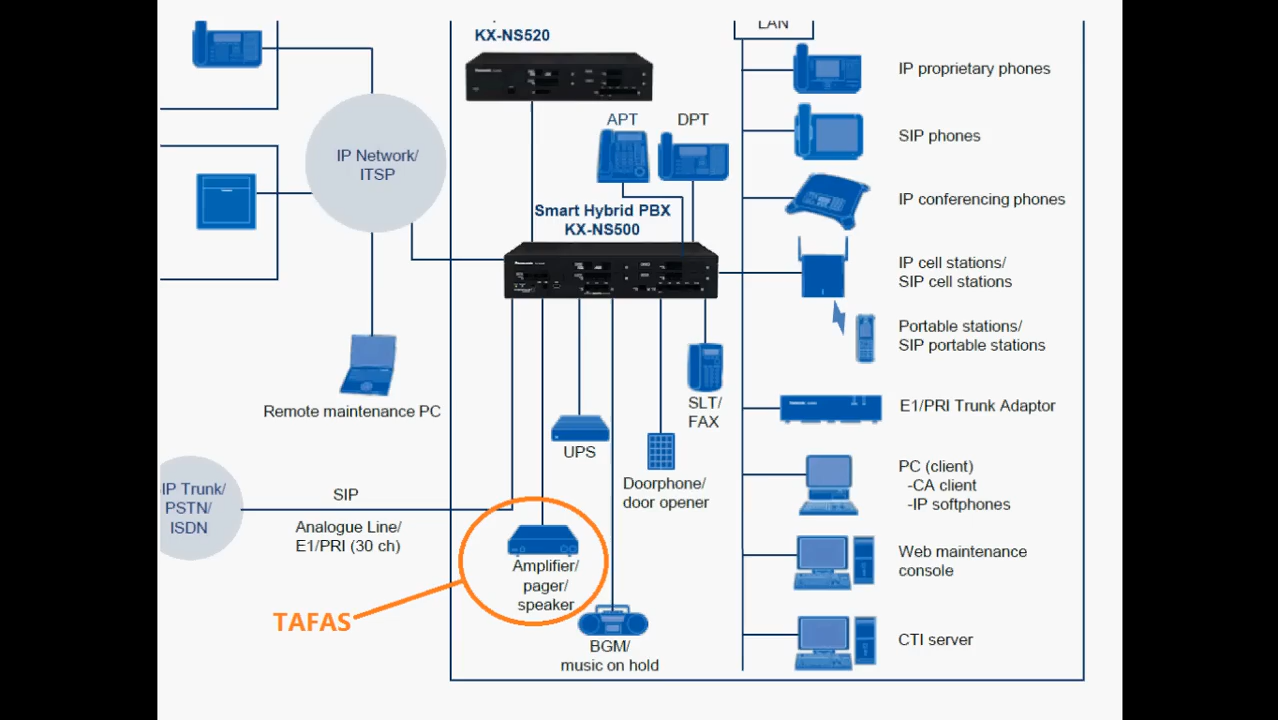 KX-NS520
LAN
IP proprietary phones
APT
DPT
SIP phones
IP Network/
ITSP
IP conferencing phones
Smart Hybrid PBX
KX-NS500
IP cell stations/
SIP cell stations
Portable stations/
SIP portable stations
Remote maintenance PC
SLT/
FAX
E1/PRI Trunk Adaptor
UPS
PC (client)
-CA client
-IP softphones
Doorphone/
door opener
IP Trunk/
PSTN/
ISDN
SIP
Analogue Line/
E1/PRI (30 ch)
Web maintenance
console
Amplifier/
pager/
speaker
TAFAS
BGM/
music on hold
CTI server